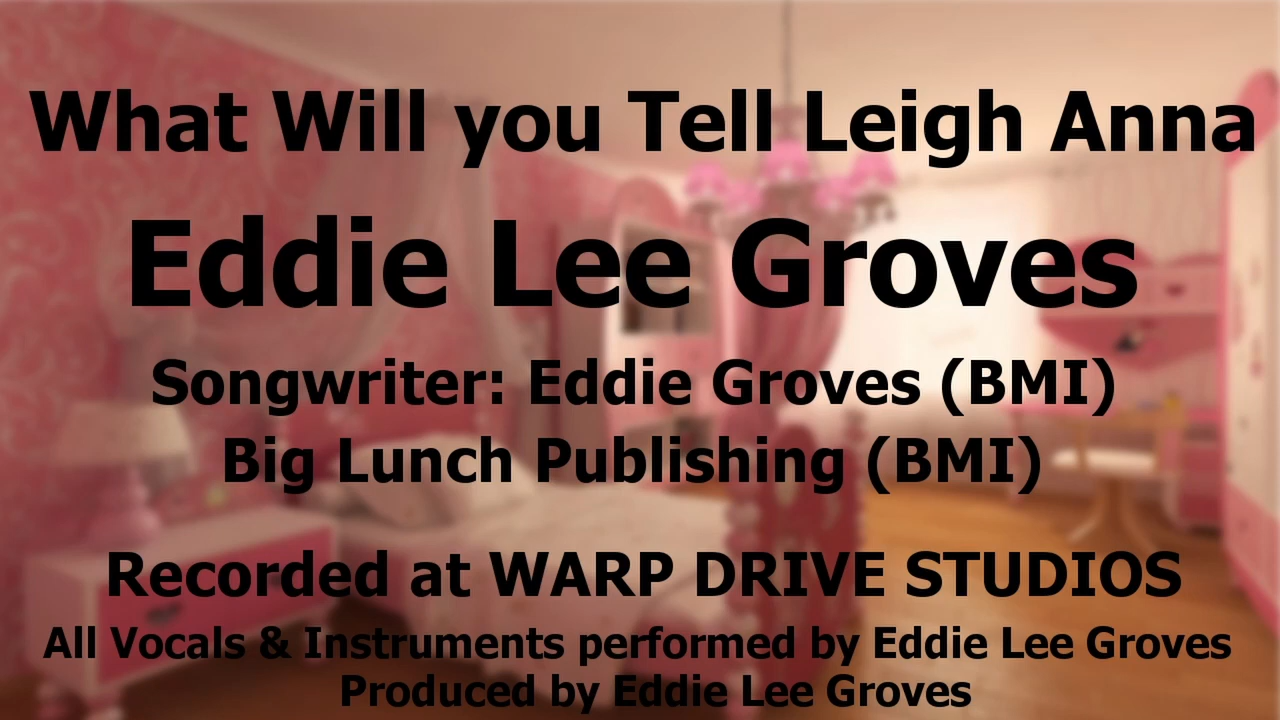 What Will you Tell Leigh Anna
Eddie Lee Groves
Songwriter: Eddie Groves (BMI)
Big Lunch Publishing (BMI)
Recorded at WARP DRIVE STUDIOS
All Vocals & Instruments performed by Eddie Lee Groves
Produced by Eddie Lee Groves